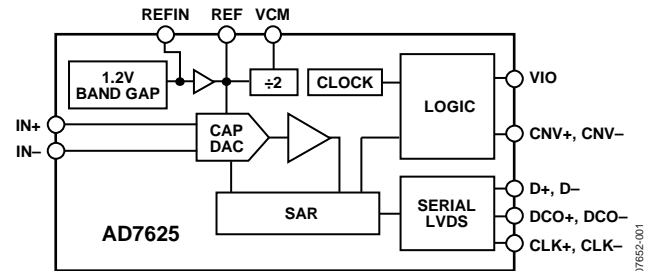 REFIN REF VCM
1.2V
BAND GAP
÷2
CLOCK
LOGIC
VIO
CNV+, CNV–
IN+
IN–
CAP
DAC
SAR
SERIAL
LVDS
D+, D–
DCO+, DCO–
CLK+, CLK–
AD7625
07652-001